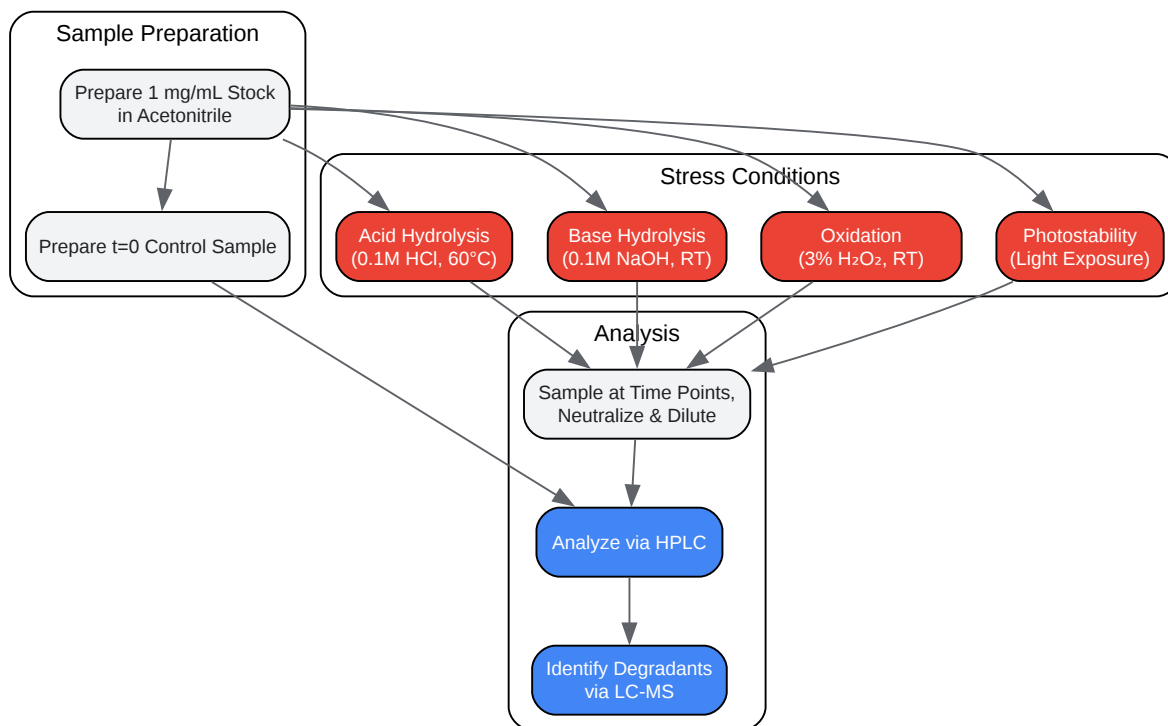 Sample Preparation
Prepare 1 mg/mL Stock
in Acetonitrile
Prepare t=0 Control Sample
Stress Conditions
Acid Hydrolysis
(0.1M HCl, 60°C)
Base Hydrolysis
(0.1M NaOH, RT)
Oxidation
(3% H₂O₂, RT)
Photostability
(Light Exposure)
Analysis
Sample at Time Points,
Neutralize & Dilute
Analyze via HPLC
Identify Degradants
via LC-MS